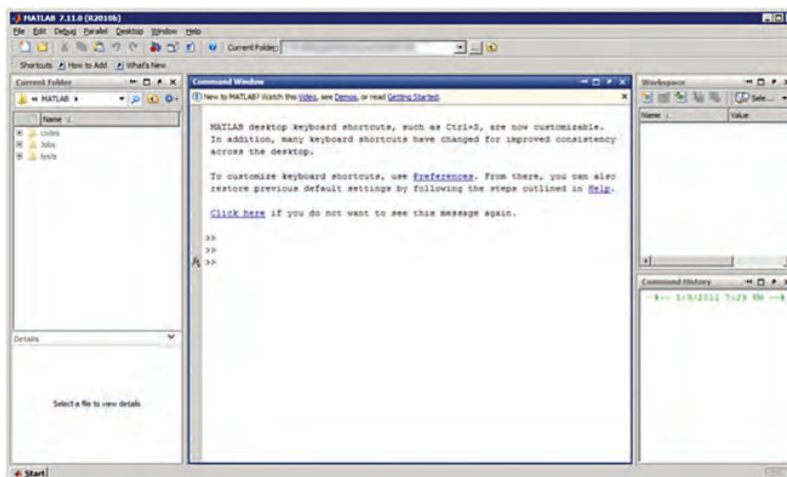 MATLAB 7.11.0 (R2010b)
File Edit Debug Parallel Desktop Window Help
Current Folder:
Shortcuts How to Add What's New
Current Folder
« MATLAB
Name
codes
Jobs
tests
Details
Select a file to view details
Start
Command Window
New to MATLAB? Watch this Video, see Demos, or read Getting Started.
MATLAB desktop keyboard shortcuts, such as Ctrl+S, are now customizable.
In addition, many keyboard shortcuts have changed for improved consistency
across the desktop.
To customize keyboard shortcuts, use Preferences. From there, you can also
restore previous default settings by following the steps outlined in Help.
Click here if you do not want to see this message again.
>>
>>
fx >>
Workspace
Sele...
Name Value
Command History